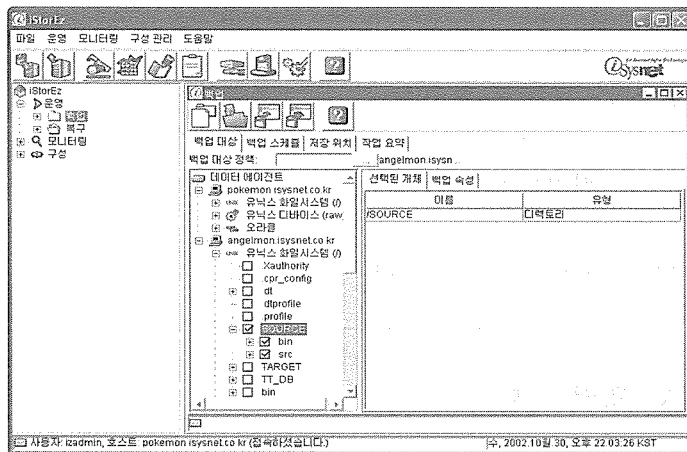 iStorEz
파일 운영 모니터링 구성 관리 도움말
iSysnet
iStorEz
운영
백업
복구
모니터링
구성
백업
백업 대상 백업 스케쥴 저장 위치 작업 요약
백업 대상 정책: ... angelmon.isysn...
데이터 에이전트
pokemon.isysnet.co.kr
유닉스 화일시스템 (/)
유닉스 디바이스 (raw)
오라클
angelmon.isysnet.co.kr
유닉스 화일시스템 (/)
.Xauthority
.cpr_config
.dt
.dtprofile
.profile
SOURCE
bin
src
TARGET
TT_DB
bin
선택된 개체 백업 속성
이름 유형
/SOURCE 디렉토리
사용자: izadmin, 호스트: pokemon.isysnet.co.kr (접속하셨습니다.)
수, 2002.10월 30, 오후 22:03:26 KST